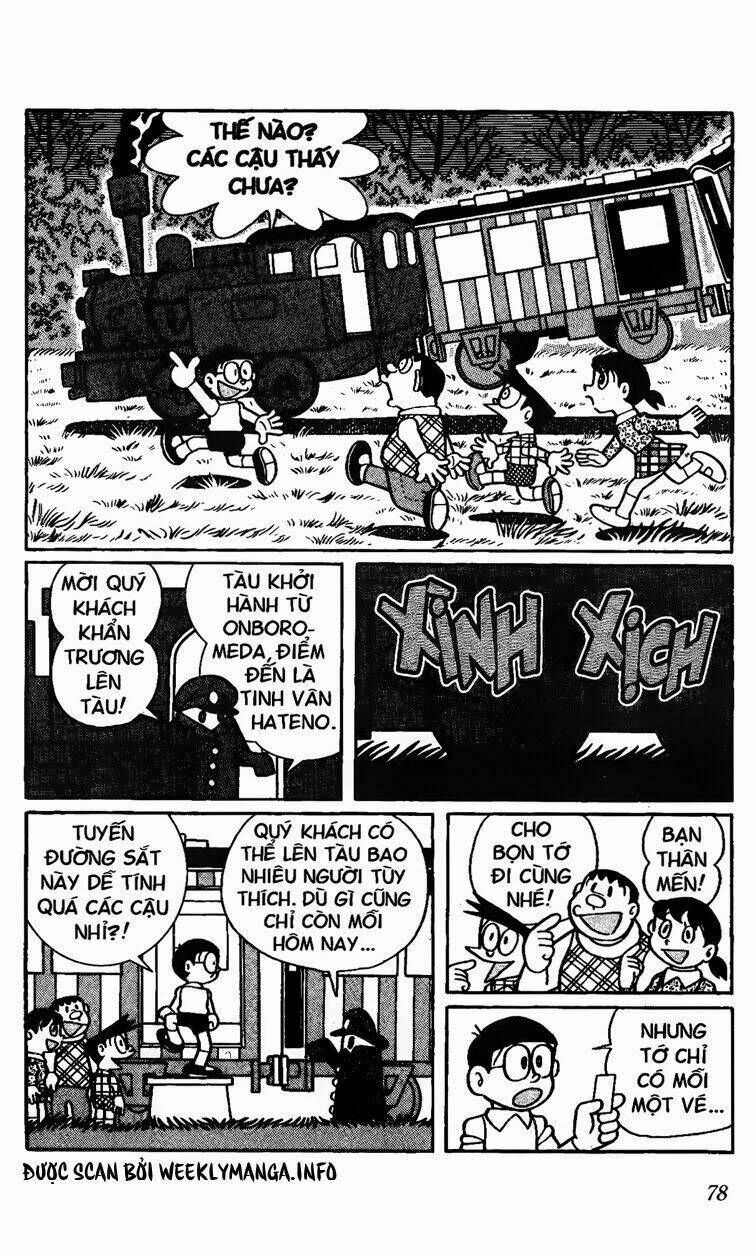 THẾ NÀO?
CÁC CẬU THẤY
CHƯA?
MỜI QUÝ
KHÁCH
KHẨN
TRƯƠNG
LÊN
TÀU!
TÀU KHỞI
HÀNH TỪ
ONBORO-
MEDA, ĐIỂM
ĐẾN LÀ
TINH VÂN
HATENO.
XÌNH XỊCH
TUYẾN
ĐƯỜNG SẮT
NÀY DỄ TÍNH
QUÁ CÁC CẬU
NHỈ?!
QUÝ KHÁCH CÓ
THỂ LÊN TÀU BAO
NHIÊU NGƯỜI TÙY
THÍCH. DÙ GÌ CŨNG
CHỈ CÒN MỖI
HÔM NAY...
CHO
BỌN TỚ
ĐI CÙNG
NHÉ!
BẠN
THÂN
MẾN!
NHƯNG
TỚ CHỈ
CÓ MỖI
MỘT VÉ...
ĐƯỢC SCAN BỞI WEEKLYMANGA.INFO
78